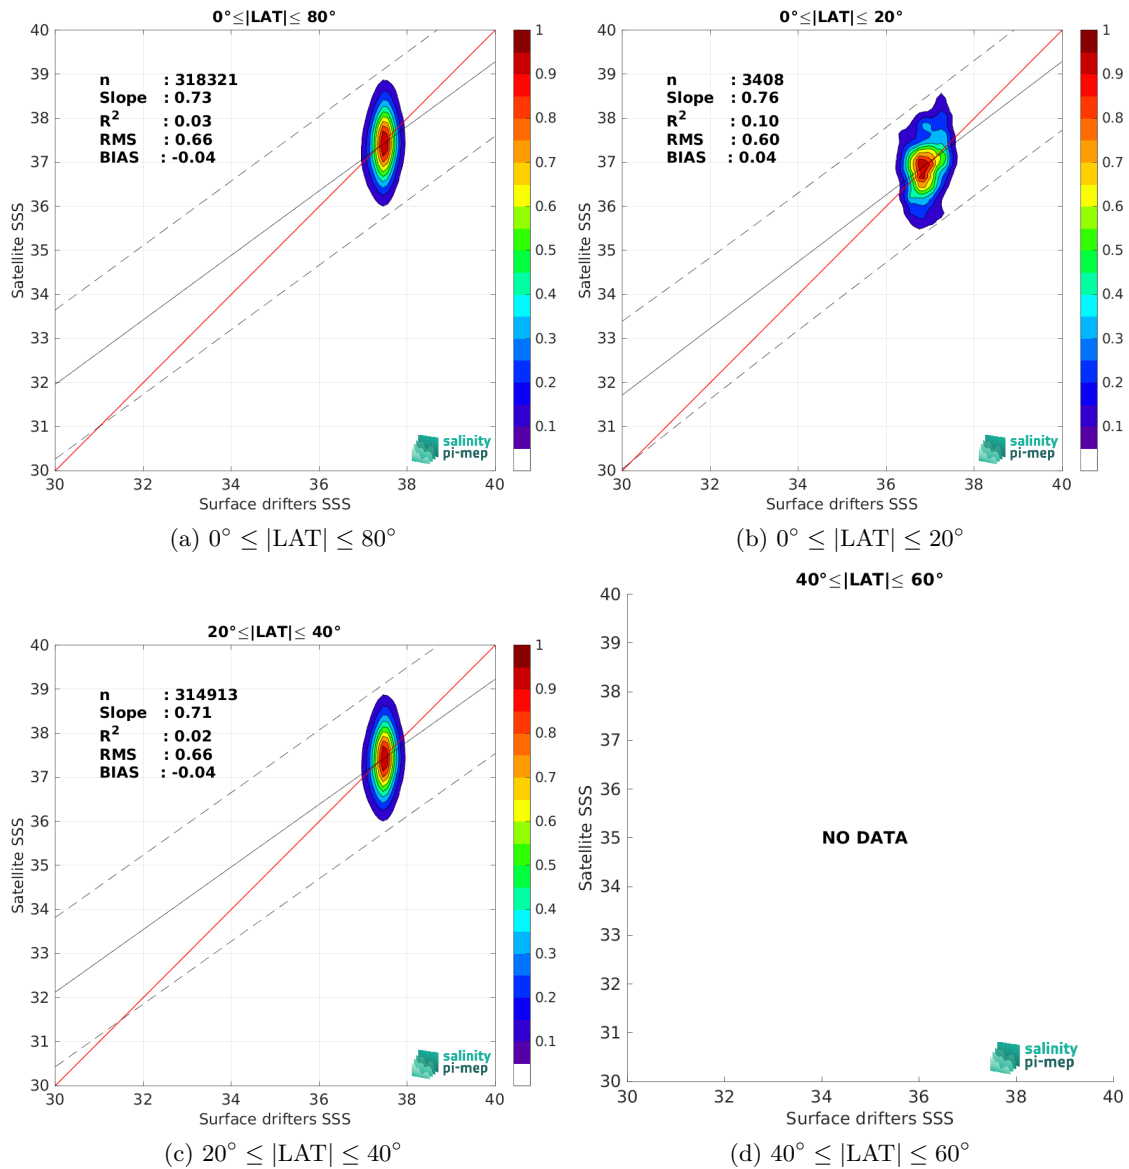 0°≤|LAT|≤ 80°
n : 318321
Slope : 0.73
R² : 0.03
RMS : 0.66
BIAS : -0.04
40
39
38
37
36
35
34
33
32
31
30
Satellite SSS
30 32 34 36 38 40
Surface drifters SSS
1
0.9
0.8
0.7
0.6
0.5
0.4
0.3
0.2
0.1
salinity
pi-mep
(a) 0° ≤ |LAT| ≤ 80°
0°≤|LAT|≤ 20°
n : 3408
Slope : 0.76
R² : 0.10
RMS : 0.60
BIAS : 0.04
40
39
38
37
36
35
34
33
32
31
30
Satellite SSS
30 32 34 36 38 40
Surface drifters SSS
1
0.9
0.8
0.7
0.6
0.5
0.4
0.3
0.2
0.1
salinity
pi-mep
(b) 0° ≤ |LAT| ≤ 20°
20°≤|LAT|≤ 40°
n : 314913
Slope : 0.71
R² : 0.02
RMS : 0.66
BIAS : -0.04
40
39
38
37
36
35
34
33
32
31
30
Satellite SSS
30 32 34 36 38 40
Surface drifters SSS
1
0.9
0.8
0.7
0.6
0.5
0.4
0.3
0.2
0.1
salinity
pi-mep
(c) 20° ≤ |LAT| ≤ 40°
40°≤|LAT|≤ 60°
40
39
38
37
36
35
34
33
32
31
30
Satellite SSS
NO DATA
30 32 34 36 38 40
Surface drifters SSS
salinity
pi-mep
(d) 40° ≤ |LAT| ≤ 60°